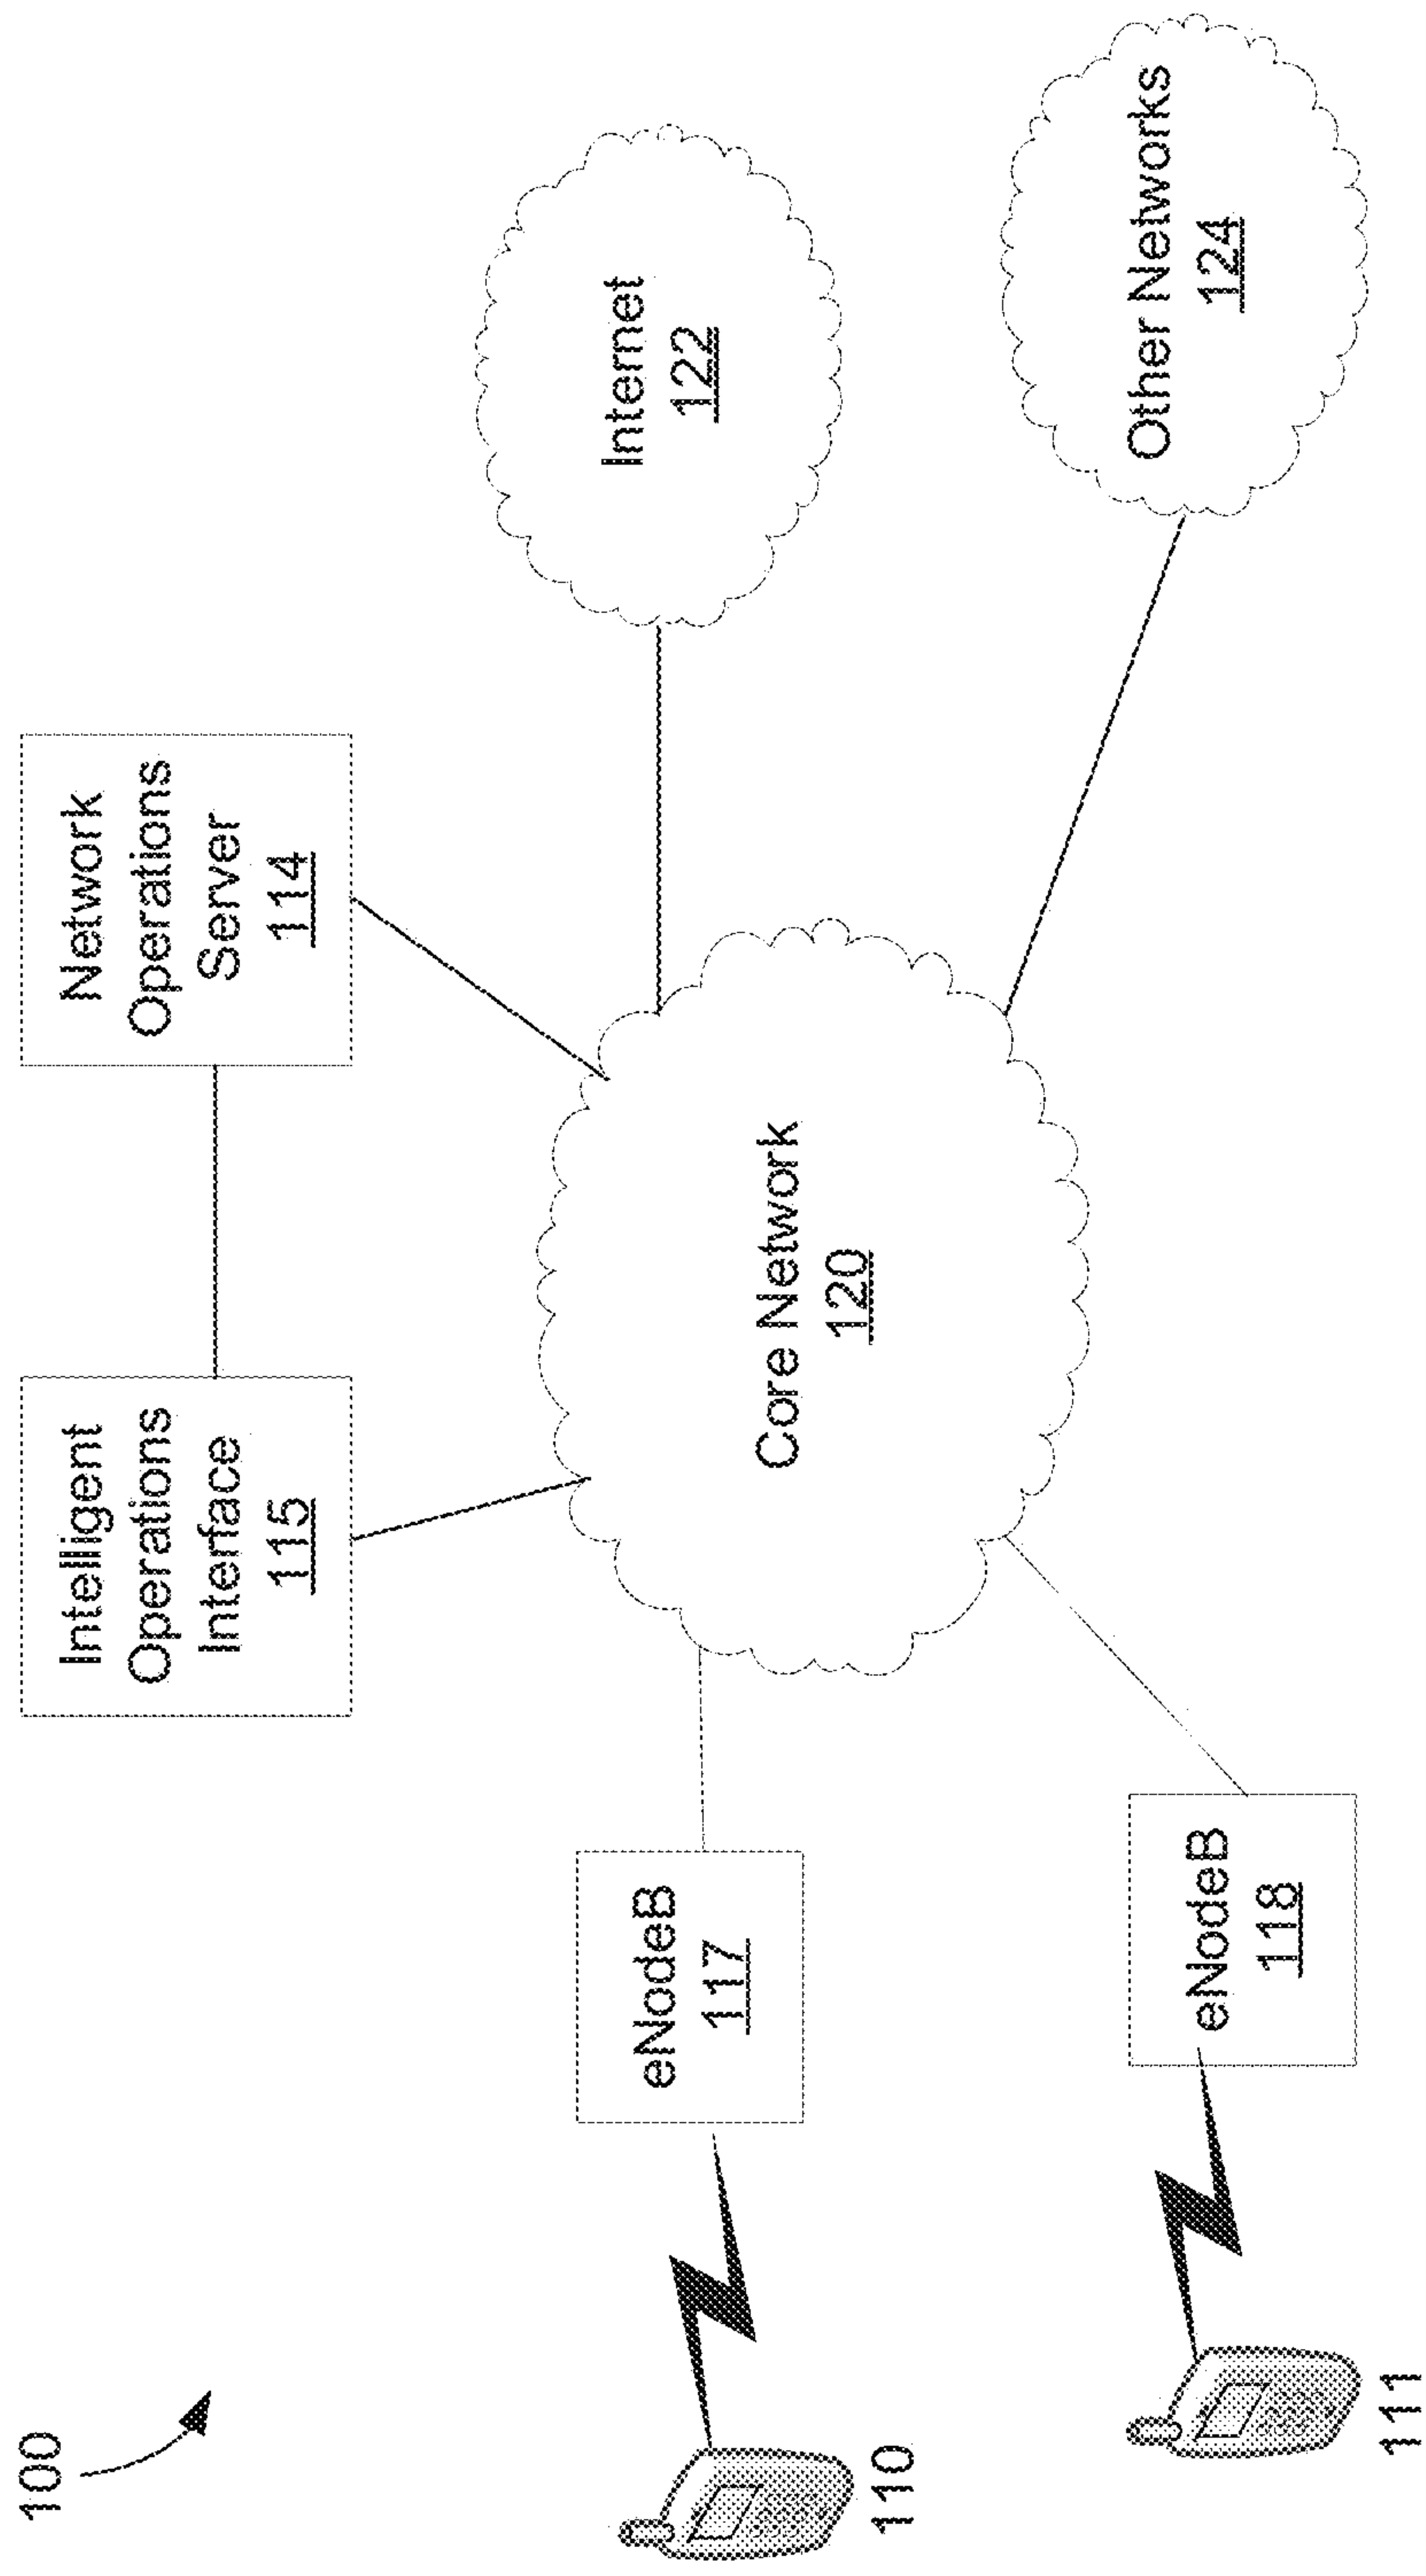 100
Intelligent
Operations
Interface
115
Network
Operations
Server
114
Internet
122
Core Network
120
eNodeB
117
110
Other Networks
124
eNodeB
118
111